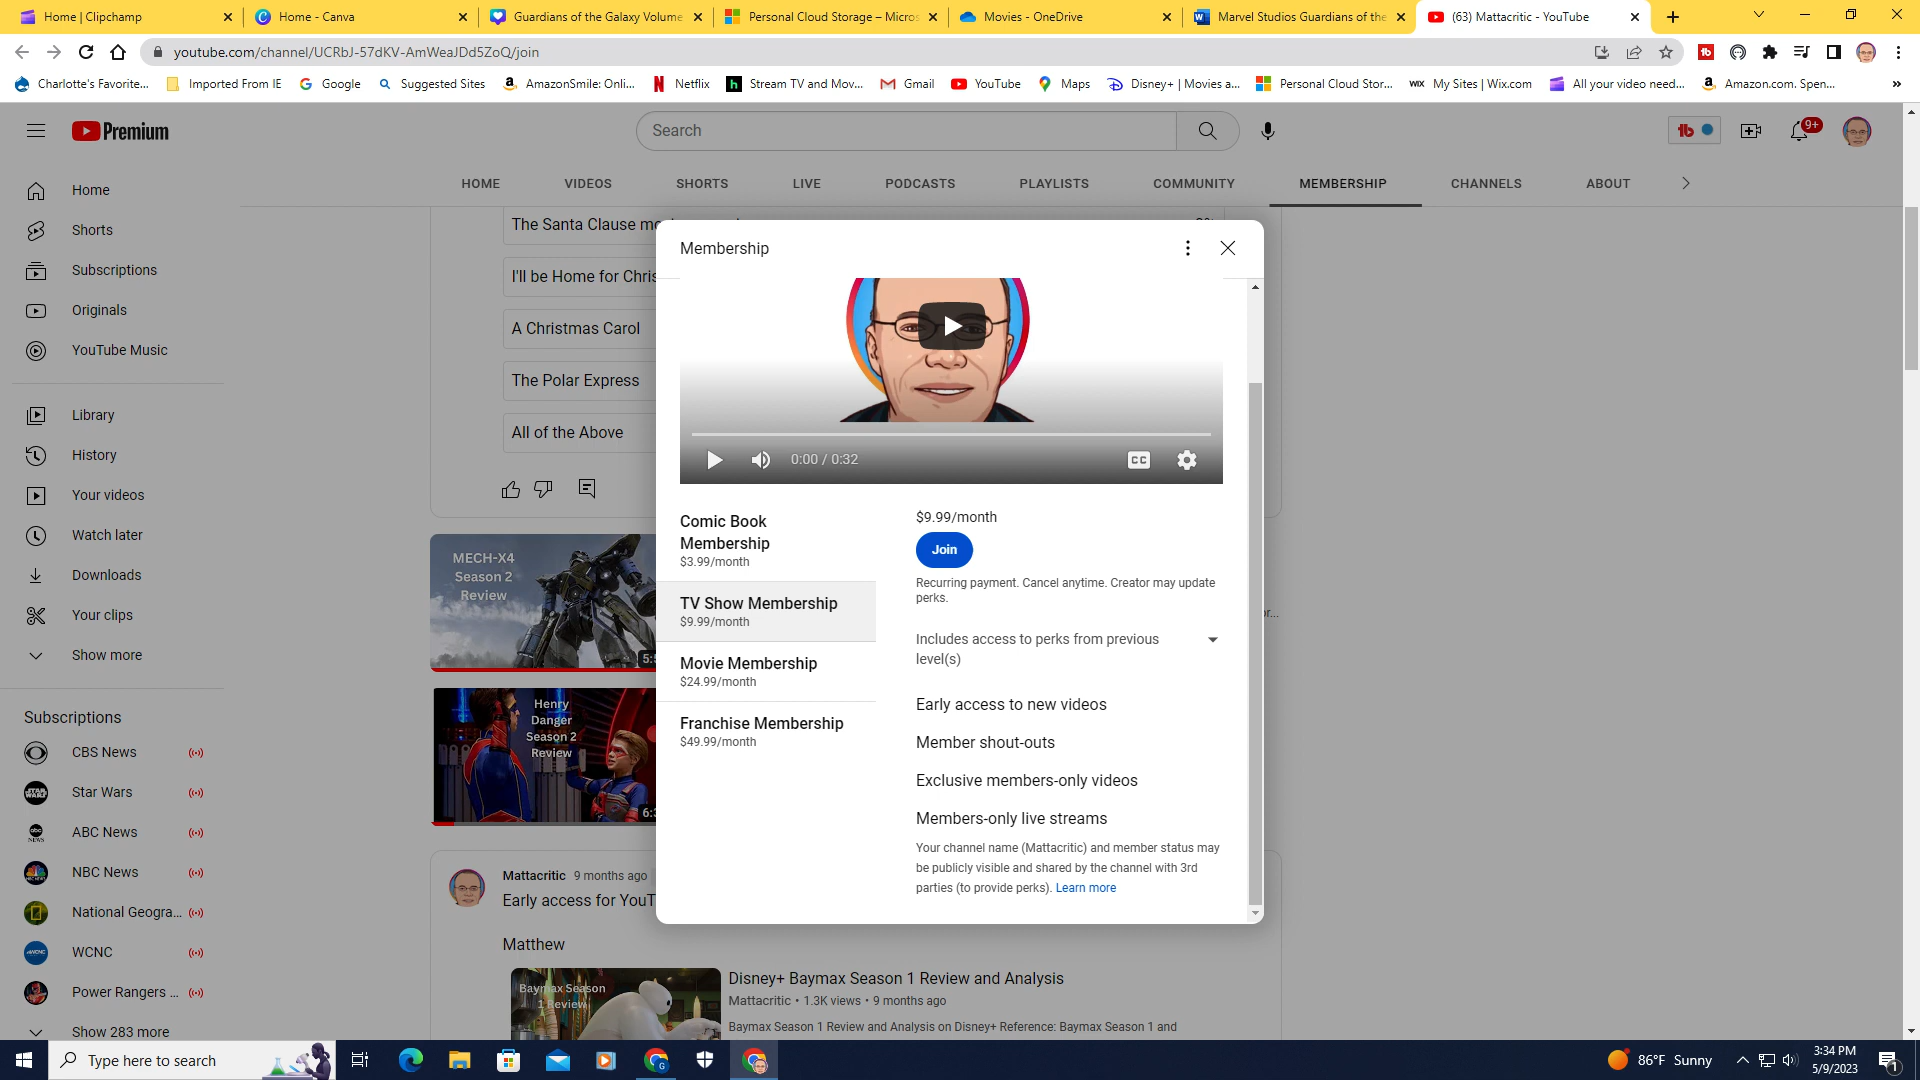 Home | Clipchamp
Home - Canva
Guardians of the Galaxy Volume
Personal Cloud Storage – Micros
Movies - OneDrive
Marvel Studios Guardians of the
(63) Mattacritic - YouTube
youtube.com/channel/UCRbJ-57dKV-AmWeaJDd5ZoQ/join
Charlotte's Favorite...
Imported From IE
Google
Suggested Sites
AmazonSmile: Onli...
Netflix
Stream TV and Mov...
Gmail
YouTube
Maps
Disney+ | Movies a...
Personal Cloud Stor...
WIX My Sites | Wix.com
All your video need...
Amazon.com. Spen...
Premium
Search
9+
HOME
VIDEOS
SHORTS
LIVE
PODCASTS
PLAYLISTS
COMMUNITY
MEMBERSHIP
CHANNELS
ABOUT
Home
Shorts
Subscriptions
Originals
YouTube Music
Library
History
Your videos
Watch later
Downloads
Your clips
Show more
Subscriptions
CBS News
Star Wars
ABC News
NBC News
National Geogra...
WCNC
Power Rangers ...
Show 283 more
The Santa Clause
I'll be Home for Chris
A Christmas Carol
The Polar Express
All of the Above
MECH-X4
Season 2
Review
Henry
Danger
Season 2
Review
Mattacritic 9 months ago
Early access for YouT
Matthew
Baymax Season
1 Review
Disney+ Baymax Season 1 Review and Analysis
Mattacritic • 1.3K views • 9 months ago
Baymax Season 1 Review and Analysis on Disney+ Reference: Baymax Season 1 and
Membership
0:00 / 0:32
CC
Comic Book
Membership
$3.99/month
TV Show Membership
$9.99/month
Movie Membership
$24.99/month
Franchise Membership
$49.99/month
$9.99/month
Join
Recurring payment. Cancel anytime. Creator may update
perks.
Includes access to perks from previous
level(s)
Early access to new videos
Member shout-outs
Exclusive members-only videos
Members-only live streams
Your channel name (Mattacritic) and member status may
be publicly visible and shared by the channel with 3rd
parties (to provide perks). Learn more
Type here to search
86°F Sunny
3:34 PM
5/9/2023
1